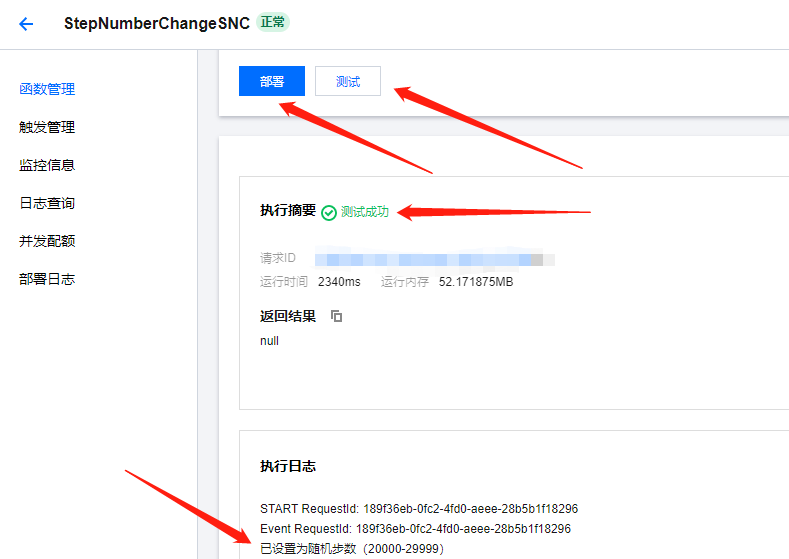 StepNumberChangeSNC 正常
函数管理
触发管理
监控信息
日志查询
并发配额
部署日志
部署 测试
执行摘要 测试成功
请求ID
运行时间 2340ms 运行内存 52.171875MB
返回结果
null
执行日志
START RequestId: 189f36eb-0fc2-4fd0-aeee-28b5b1f18296
Event RequestId: 189f36eb-0fc2-4fd0-aeee-28b5b1f18296
已设置为随机步数（20000-29999）